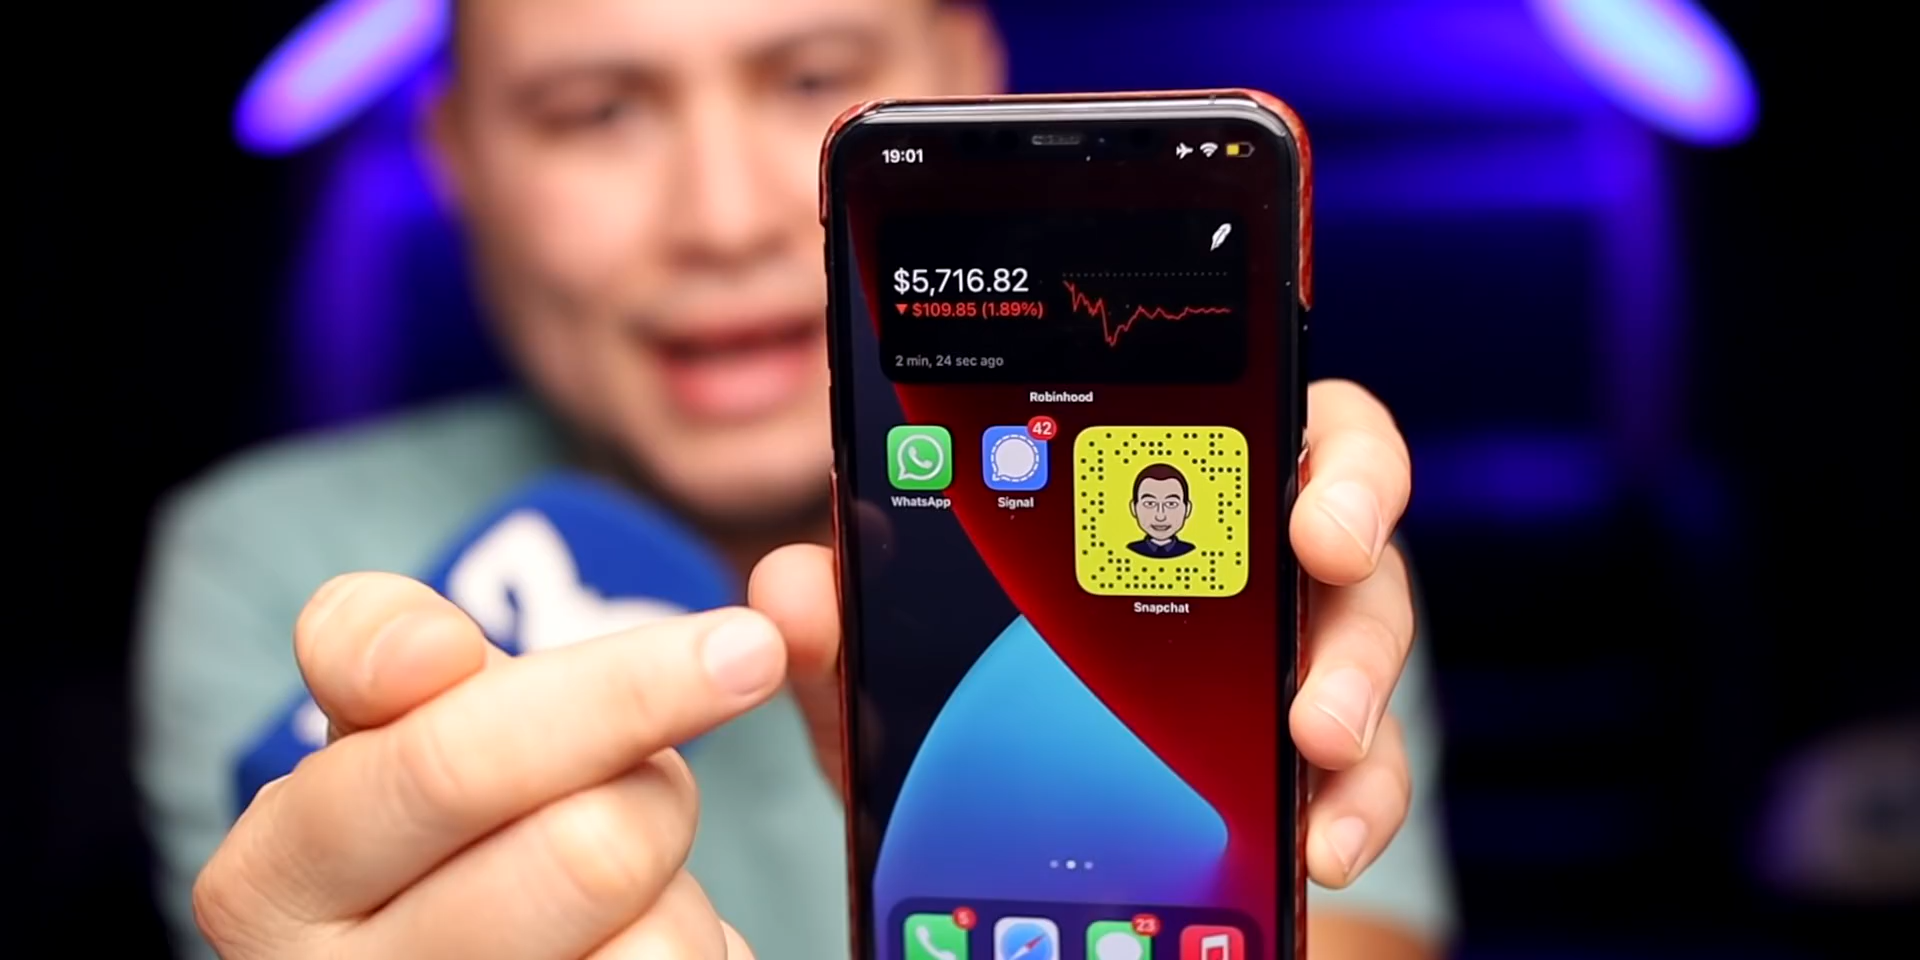 19:01
$5,716.82
▼ $109.85 (1.89%)
2 min, 24 sec ago
Robinhood
42
WhatsApp
Signal
Snapchat
5
23